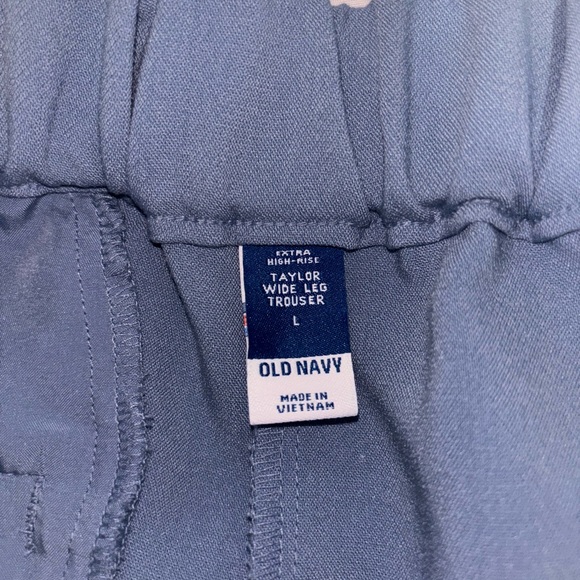 EXTRA
HIGH-RISE
TAYLOR
WIDE LEG
TROUSER
L
OLD NAVY
MADE IN
VIETNAM